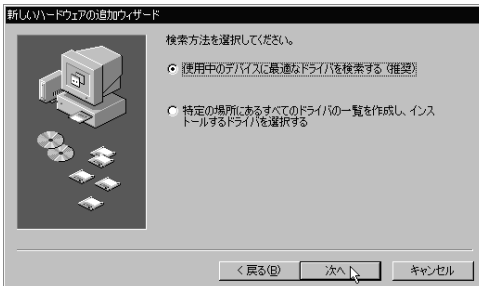 新しいハードウェアの追加ウィザード
検索方法を選択してください。
使用中のデバイスに最適なドライバを検索する (推奨)
特定の場所にあるすべてのドライバの一覧を作成し、インス
トールするドライバを選択する
< 戻る(B)
次へ
キャンセル